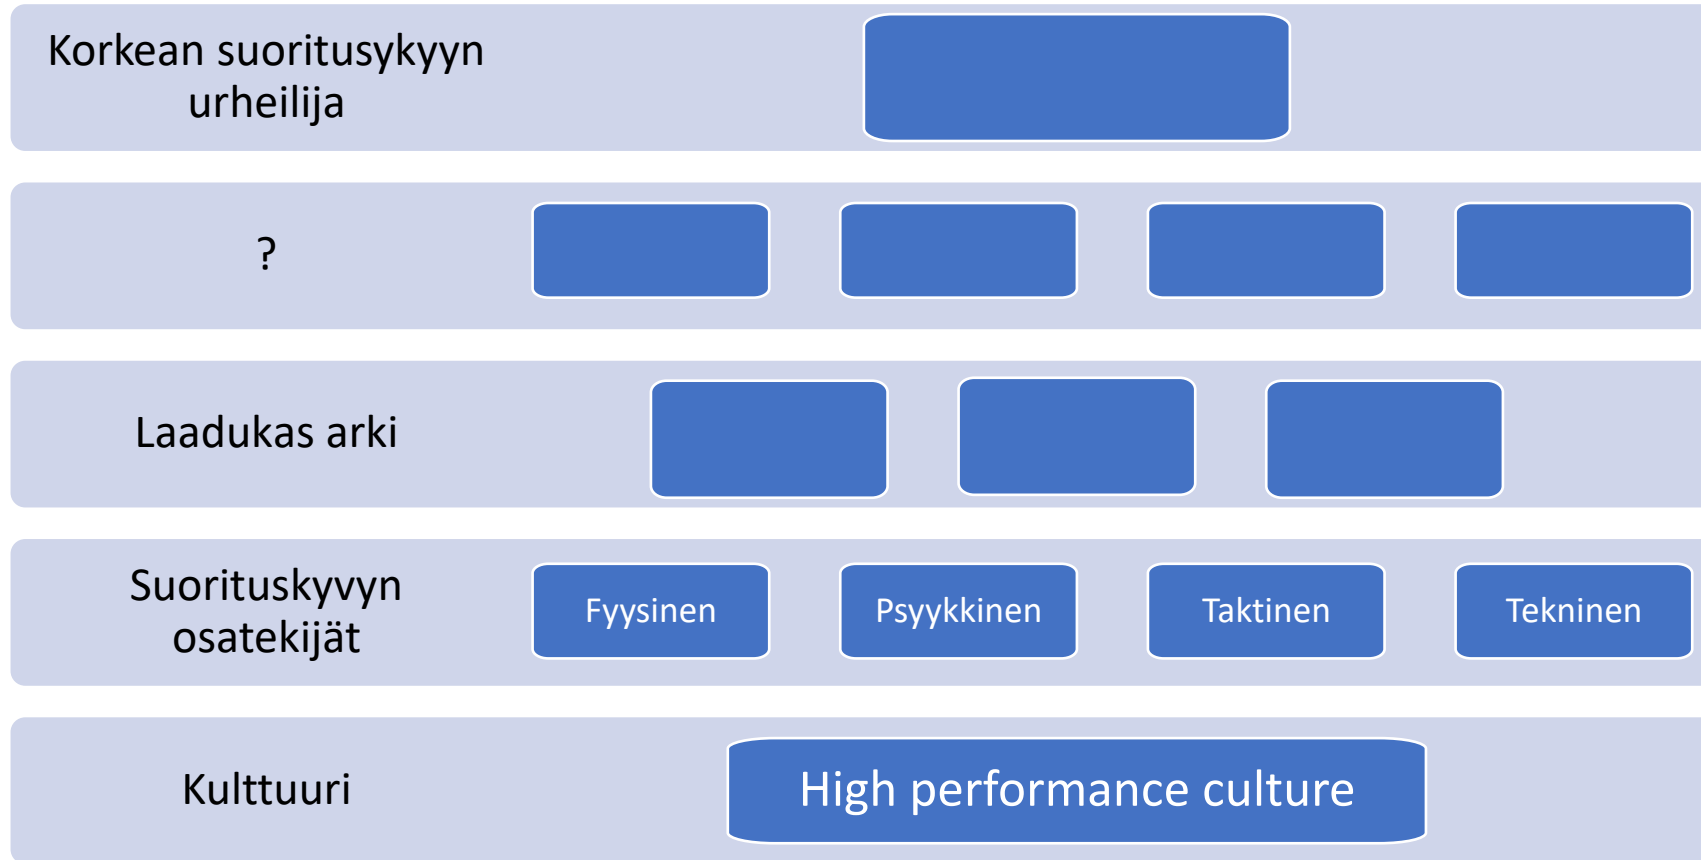 Korkean suoritusykyyn
urheilija
?
Laadukas arki
Suorituskyvyn
osatekijät
Fyysinen
Psyykkinen
Taktinen
Tekninen
Kulttuuri
High performance culture